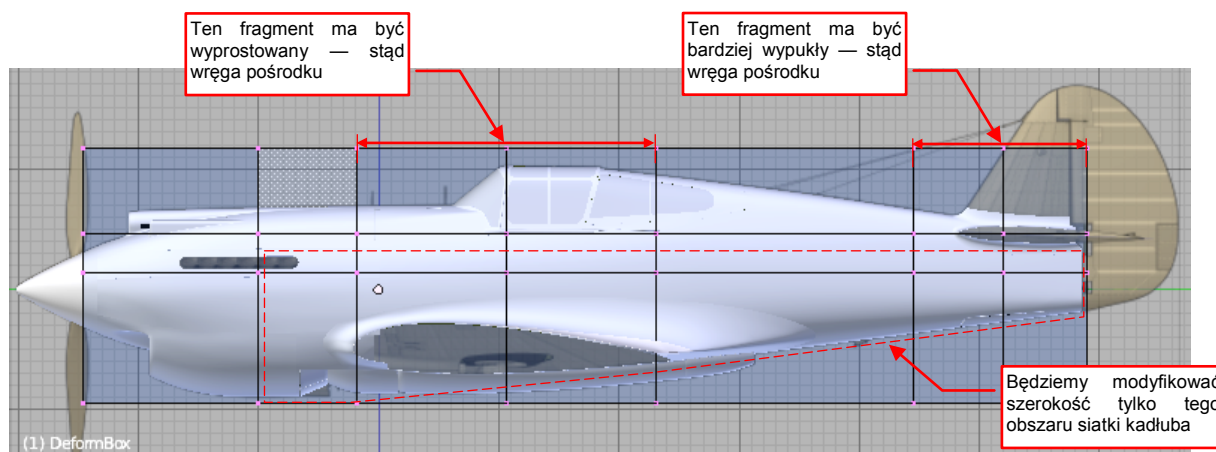 Ten fragment ma być
wyprostowany — stąd
wręga pośrodku
Ten fragment ma być
bardziej wypukły — stąd
wręga pośrodku
Będziemy modyfikować
szerokość tylko tego
obszaru siatki kadłuba
(1) DeformBox